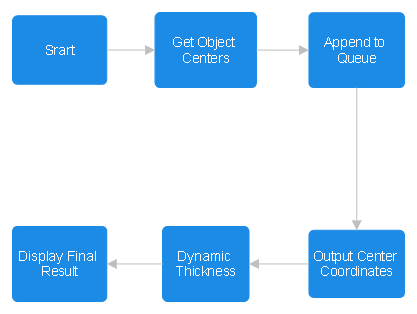 Srart
Get Object
Centers
Append to
Queue
Output Center
Coordinates
Dynamic
Thickness
Display Final
Result